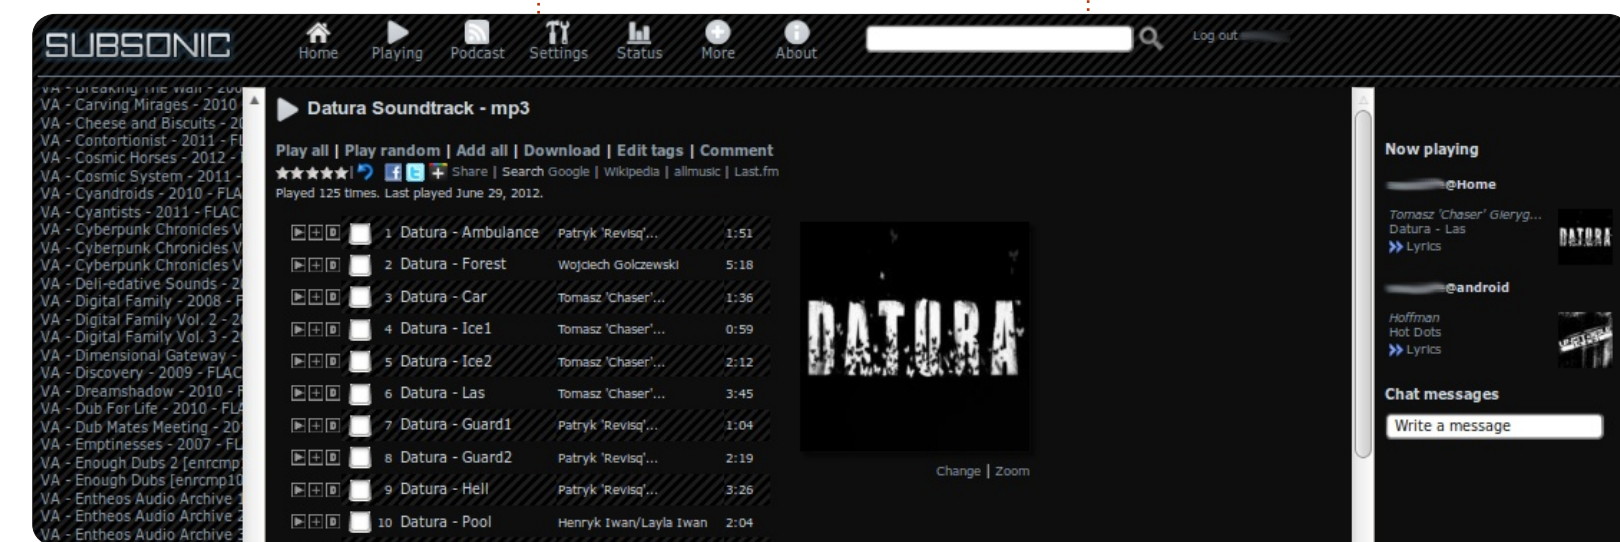 SUBSONIC
Home Playing Podcast Settings Status More About
Log out
VA - Breaking The Wall - 200
VA - Carving Mirages - 2010
VA - Cheese and Biscuits - 20
VA - Contortionist - 2011 - FL
VA - Cosmic Horses - 2012 -
VA - Cosmic System - 2011 -
VA - Cyandroids - 2010 - FLA
VA - Cyantists - 2011 - FLAC
VA - Cyberpunk Chronicles V
VA - Cyberpunk Chronicles V
VA - Cyberpunk Chronicles V
VA - Deli-edative Sounds - 2
VA - Digital Family - 2008 - F
VA - Digital Family Vol. 2 - 2
VA - Digital Family Vol. 3 - 2
VA - Dimensional Gateway -
VA - Discovery - 2009 - FLAC
VA - Dreamshadow - 2010 - F
VA - Dub For Life - 2010 - FLA
VA - Dub Mates Meeting - 20
VA - Emptinesses - 2007 - FL
VA - Enough Dubs 2 [enrcmp
VA - Enough Dubs [enrcmp10
VA - Entheos Audio Archive 1
VA - Entheos Audio Archive 2
VA - Entheos Audio Archive 3
Datura Soundtrack - mp3
Play all | Play random | Add all | Download | Edit tags | Comment
Share | Search Google | Wikipedia | allmusic | Last.fm
Played 125 times. Last played June 29, 2012.
1 Datura - Ambulance Patryk 'Revisq'... 1:51
2 Datura - Forest Wojciech Golczewski 5:18
3 Datura - Car Tomasz 'Chaser'... 1:36
4 Datura - Ice1 Tomasz 'Chaser'... 0:59
5 Datura - Ice2 Tomasz 'Chaser'... 2:12
6 Datura - Las Tomasz 'Chaser'... 3:45
7 Datura - Guard1 Patryk 'Revisq'... 1:04
8 Datura - Guard2 Patryk 'Revisq'... 2:19
9 Datura - Hell Patryk 'Revisq'... 3:26
10 Datura - Pool Henryk Iwan/Layla Iwan 2:04
DATURA
Change | Zoom
Now playing
@Home
Tomasz 'Chaser' Gleryg...
Datura - Las
Lyrics
DATURA
@android
Hoffman
Hot Dots
Lyrics
Chat messages
Write a message